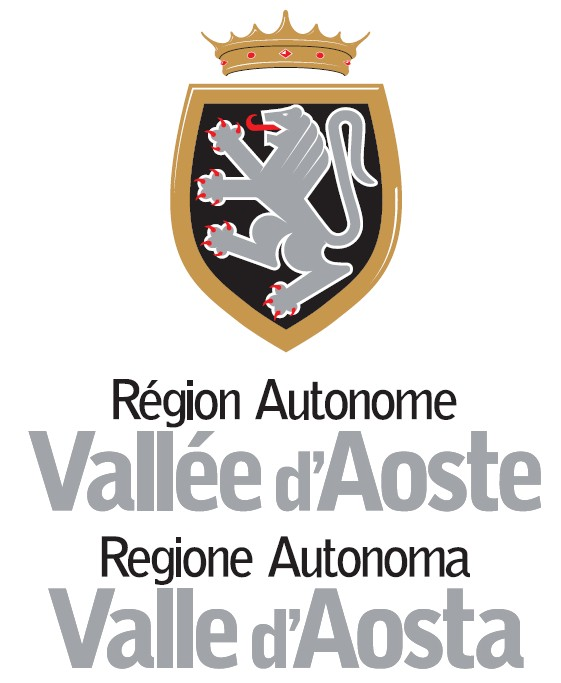 Région Autonome
Vallée d'Aoste
Regione Autonoma
Valle d'Aosta